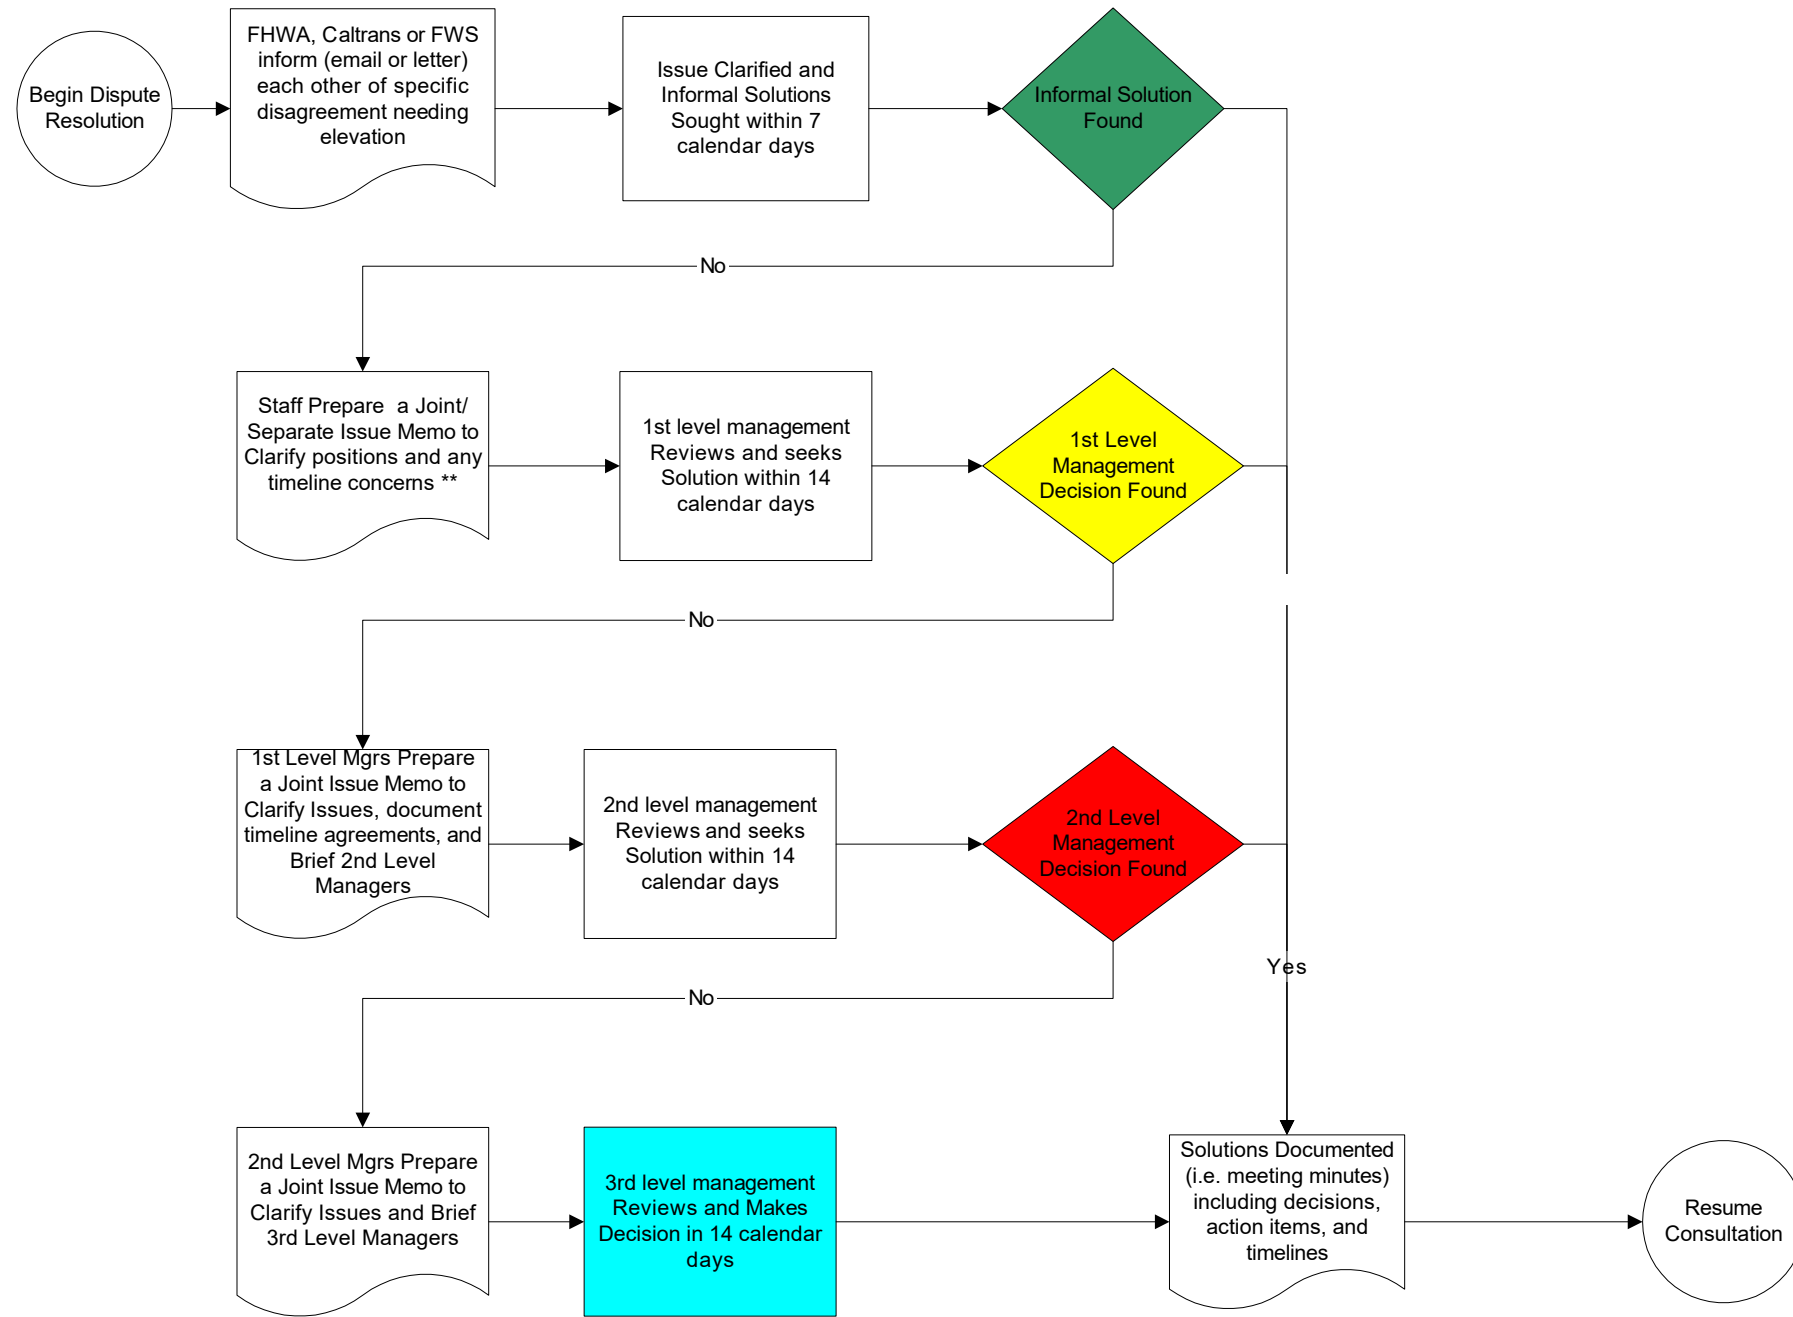 Begin Dispute
Resolution
FHWA, Caltrans or FWS
inform (email or letter)
each other of specific
disagreement needing
elevation
Issue Clarified and
Informal Solutions
Sought within 7
calendar days
Informal Solution
Found
No
Staff Prepare a Joint/
Separate Issue Memo to
Clarify positions and any
timeline concerns **
1st level management
Reviews and seeks
Solution within 14
calendar days
1st Level
Management
Decision Found
No
1st Level Mgrs Prepare
a Joint Issue Memo to
Clarify Issues, document
timeline agreements, and
Brief 2nd Level
Managers
2nd level management
Reviews and seeks
Solution within 14
calendar days
2nd Level
Management
Decision Found
Yes
No
2nd Level Mgrs Prepare
a Joint Issue Memo to
Clarify Issues and Brief
3rd Level Managers
3rd level management
Reviews and Makes
Decision in 14 calendar
days
Solutions Documented
(i.e. meeting minutes)
including decisions,
action items, and
timelines
Resume
Consultation